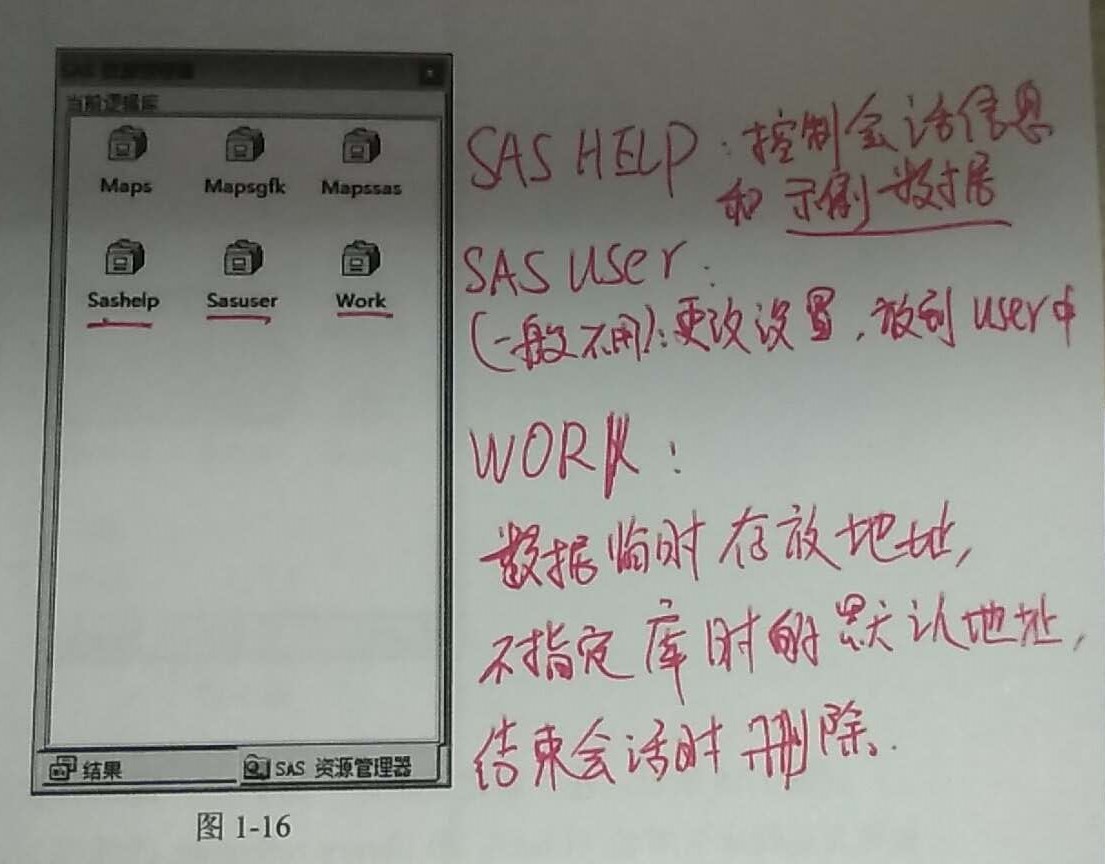 SAS 资源管理器
当前逻辑库
Maps Mapsgfk Mapssas
Sashelp Sasuser Work
结果 SAS 资源管理器
图 1-16
SAS HELP：控制会话信息
和示例数据
SAS USer：
(一般不用)：更改设置，放到 user中
WORK：
数据临时存放地址，
不指定库时的默认地址，
结束会话时删除.